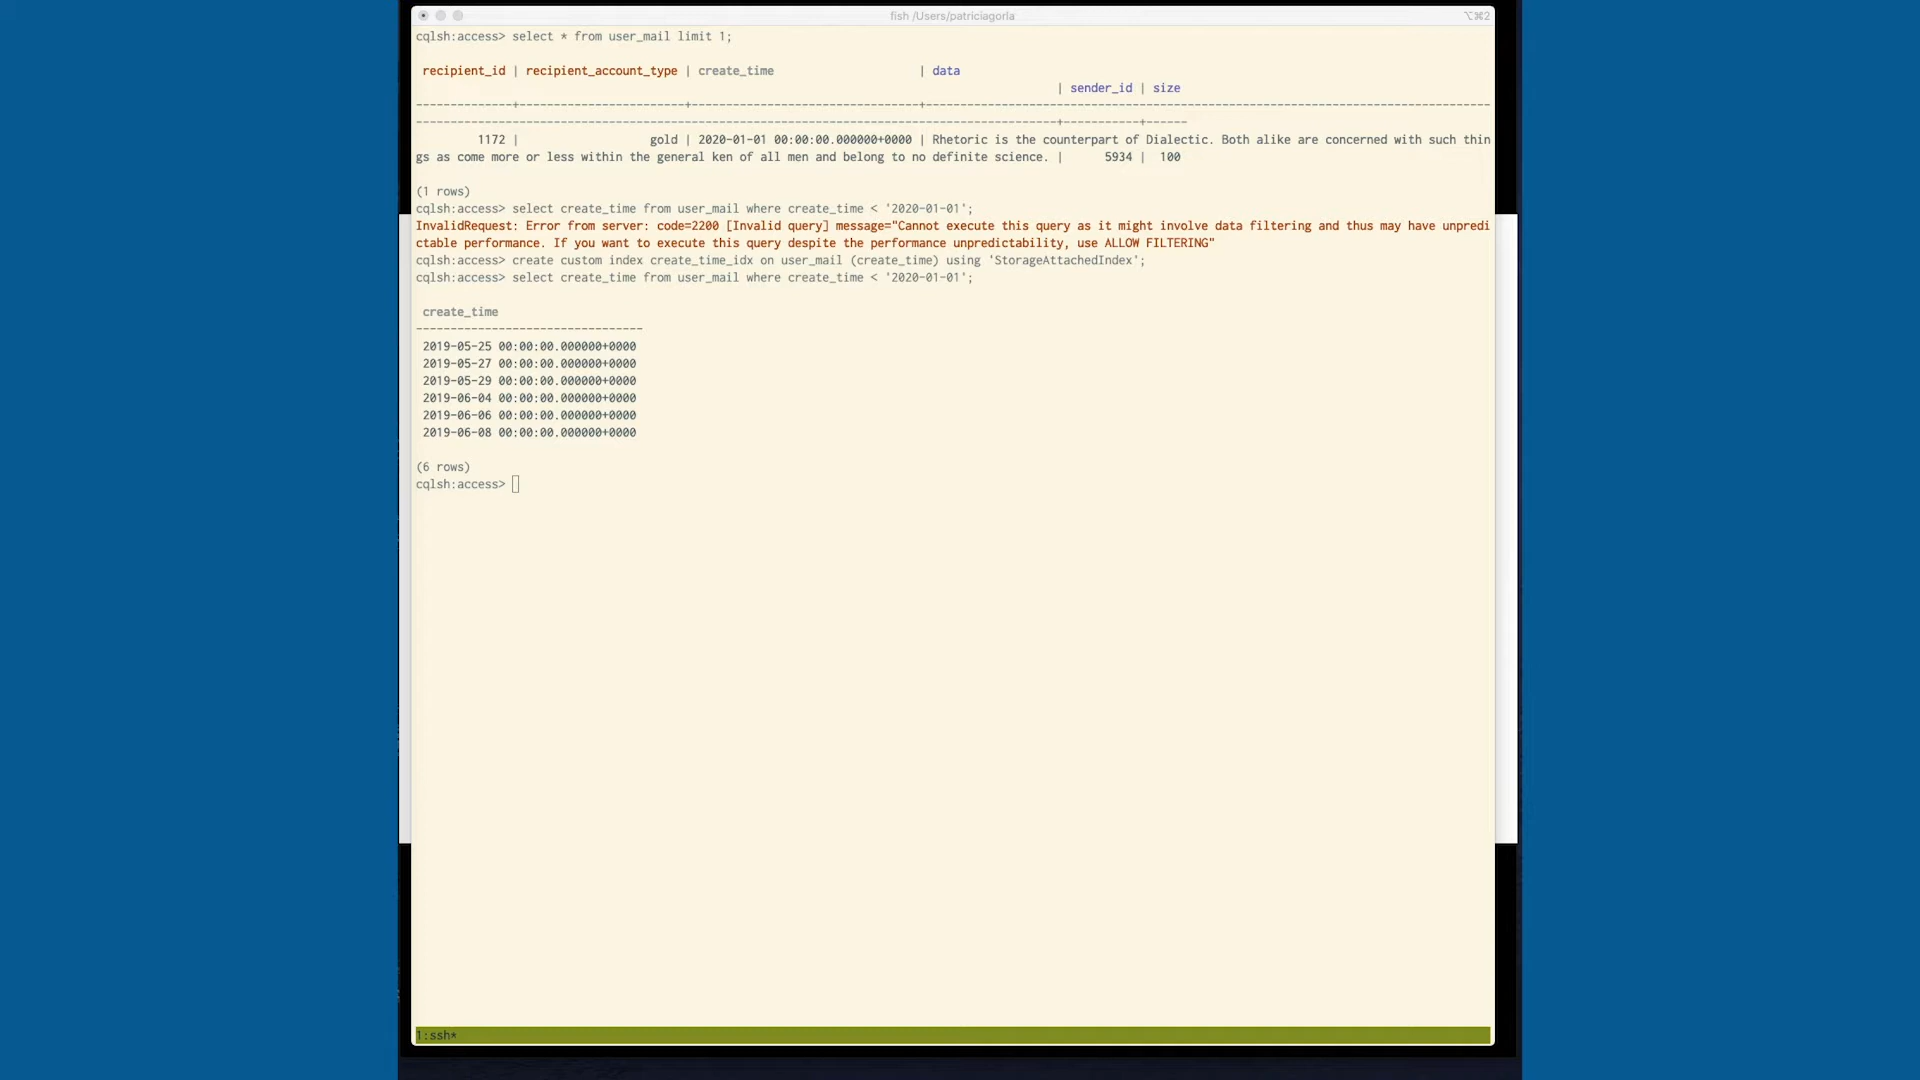 fish /Users/patriciagorla
⌥⌘2
cqlsh:access> select * from user_mail limit 1;
recipient_id | recipient_account_type | create_time | data
| sender_id | size
--------------+------------------------+---------------------------------+----------------------------------------------------------------------------------
---------------------------------------------------------------------------------------------+-----------+------
1172 | gold | 2020-01-01 00:00:00.000000+0000 | Rhetoric is the counterpart of Dialectic. Both alike are concerned with such thin
gs as come more or less within the general ken of all men and belong to no definite science. | 5934 | 100
(1 rows)
cqlsh:access> select create_time from user_mail where create_time < '2020-01-01';
InvalidRequest: Error from server: code=2200 [Invalid query] message="Cannot execute this query as it might involve data filtering and thus may have unpredi
ctable performance. If you want to execute this query despite the performance unpredictability, use ALLOW FILTERING"
cqlsh:access> create custom index create_time_idx on user_mail (create_time) using 'StorageAttachedIndex';
cqlsh:access> select create_time from user_mail where create_time < '2020-01-01';
create_time
---------------------------------
2019-05-25 00:00:00.000000+0000
2019-05-27 00:00:00.000000+0000
2019-05-29 00:00:00.000000+0000
2019-06-04 00:00:00.000000+0000
2019-06-06 00:00:00.000000+0000
2019-06-08 00:00:00.000000+0000
(6 rows)
cqlsh:access>
1:ssh*